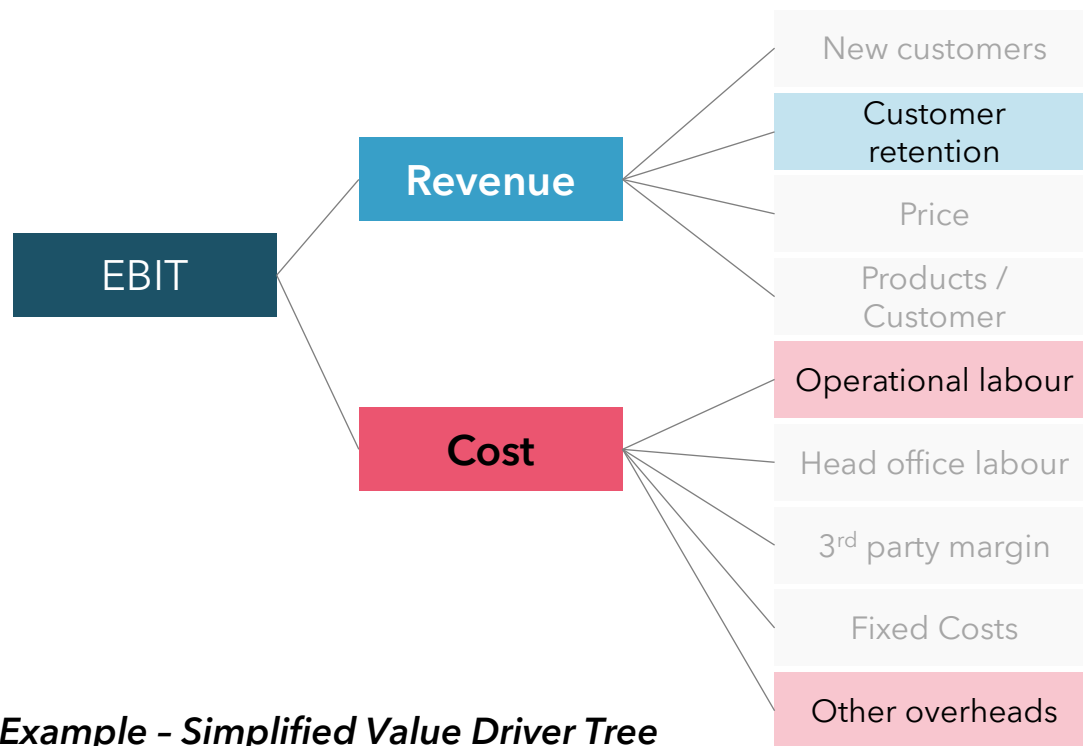 New customers
Customer
retention
Revenue
Price
EBIT
Products /
Customer
Operational labour
Cost
Head office labour
3rd party margin
Fixed Costs
Other overheads
Example – Simplified Value Driver Tree